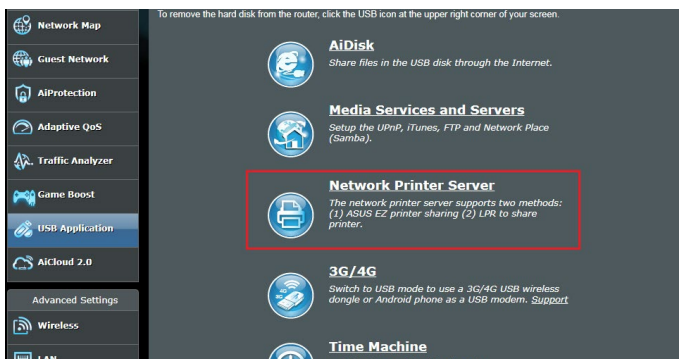 To remove the hard disk from the router, click the USB icon at the upper right corner of your screen.
Network Map
Guest Network
AiProtection
Adaptive QoS
Traffic Analyzer
Game Boost
USB Application
AiCloud 2.0
Advanced Settings
Wireless
LAN
AiDisk
Share files in the USB disk through the Internet.
Media Services and Servers
Setup the UPnP, iTunes, FTP and Network Place
(Samba).
Network Printer Server
The network printer server supports two methods:
(1) ASUS EZ printer sharing (2) LPR to share
printer.
3G/4G
Switch to USB mode to use a 3G/4G USB wireless
dongle or Android phone as a USB modem. Support
Time Machine